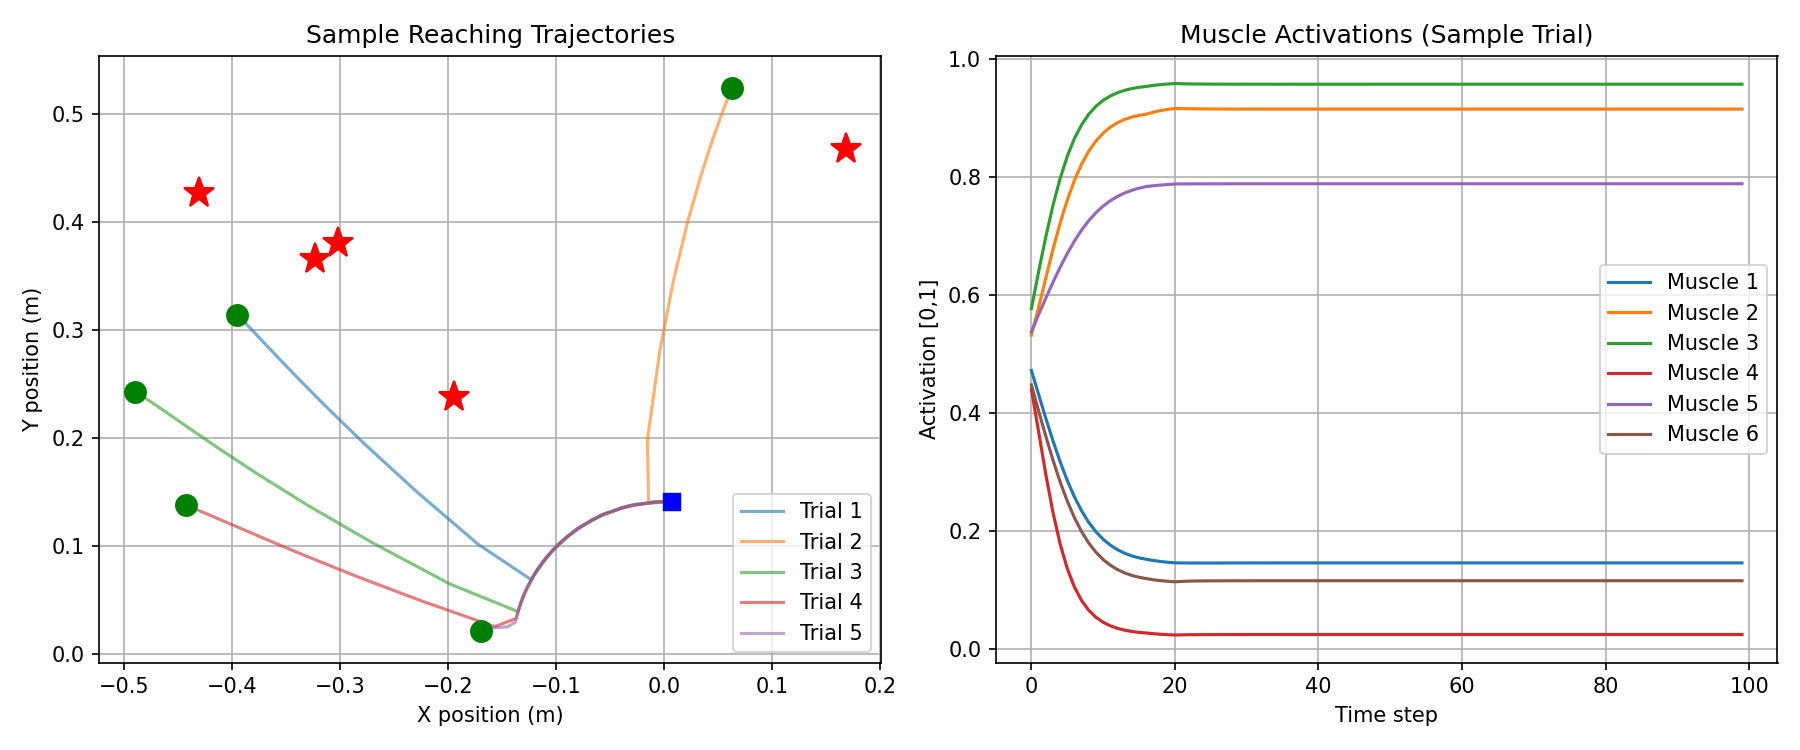 Sample Reaching Trajectories
Y position (m)
0.5
0.4
0.3
0.2
0.1
0.0
−0.5 −0.4 −0.3 −0.2 −0.1 0.0 0.1 0.2
X position (m)
Trial 1
Trial 2
Trial 3
Trial 4
Trial 5
Muscle Activations (Sample Trial)
Activation [0,1]
1.0
0.8
0.6
0.4
0.2
0.0
0 20 40 60 80 100
Time step
Muscle 1
Muscle 2
Muscle 3
Muscle 4
Muscle 5
Muscle 6